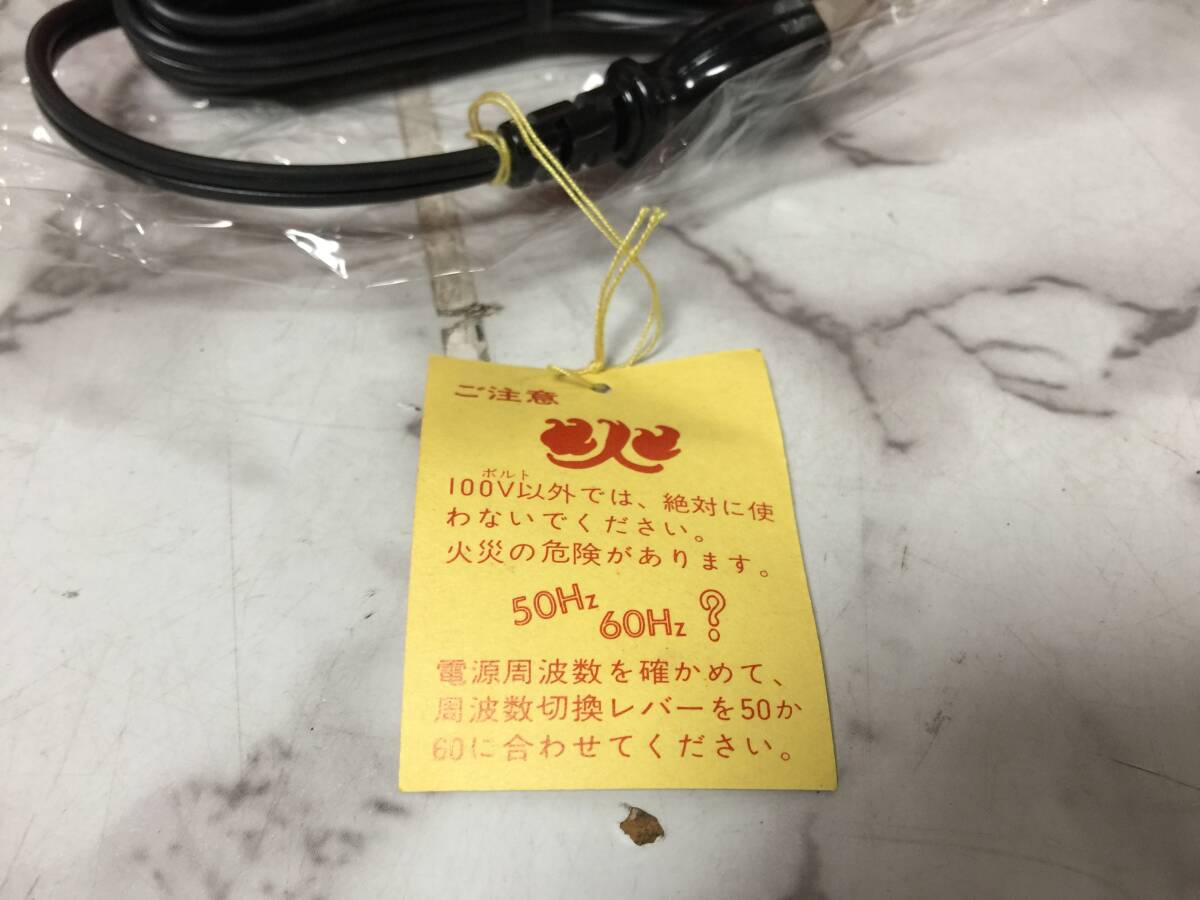 ご注意
火
ボルト
100V以外では、絶対に使
わないでください。
火災の危険があります。
50Hz
60Hz?
電源周波数を確かめて、
周波数切換レバーを50か
60に合わせてください。